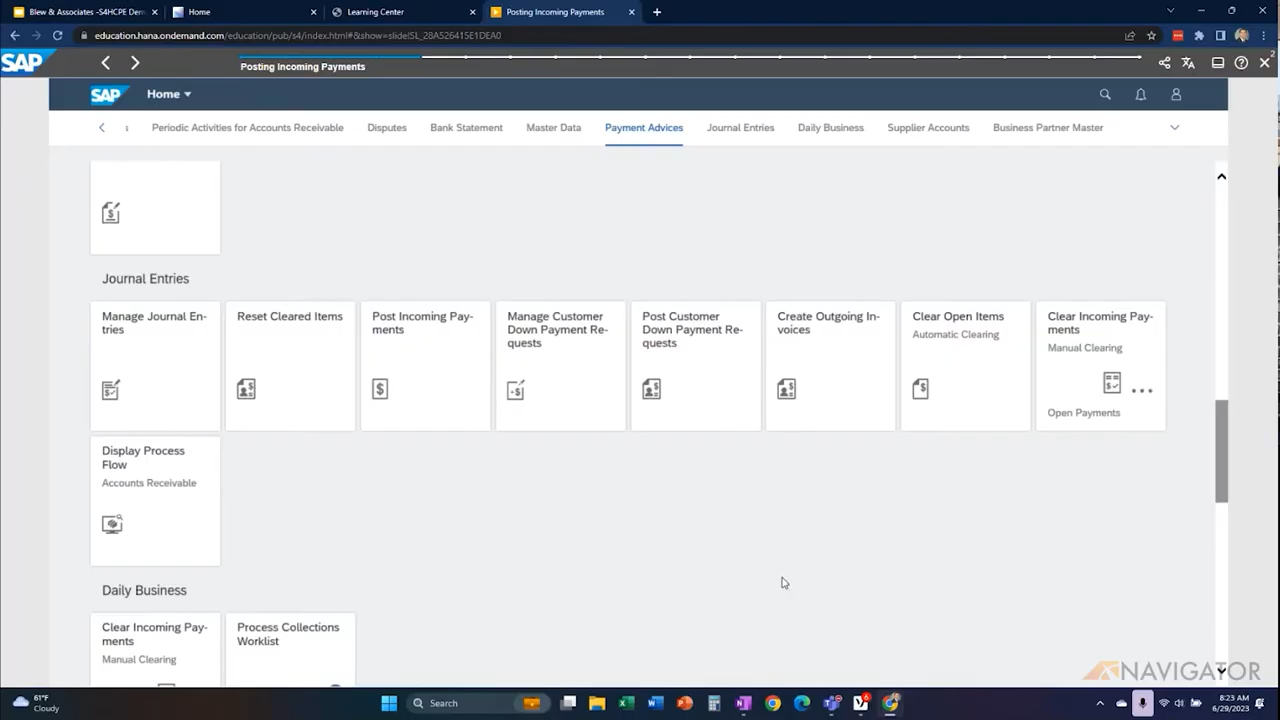 Blew & Associates -S4HCPE Dem
Home
Learning Center
Posting Incoming Payments
education.hana.ondemand.com/education/pub/s4/index.html#&show=slide!SL_28A526415E1DEA0
SAP
Posting Incoming Payments
SAP
Home
Periodic Activities for Accounts Receivable
Disputes
Bank Statement
Master Data
Payment Advices
Journal Entries
Daily Business
Supplier Accounts
Business Partner Master
Journal Entries
Manage Journal En-
tries
Reset Cleared Items
Post Incoming Pay-
ments
Manage Customer
Down Payment Re-
quests
Post Customer
Down Payment Re-
quests
Create Outgoing In-
voices
Clear Open Items
Automatic Clearing
Clear Incoming Pay-
ments
Manual Clearing
...
Open Payments
Display Process
Flow
Accounts Receivable
Daily Business
Clear Incoming Pay-
ments
Manual Clearing
Process Collections
Worklist
NAVIGATOR
61°F
Cloudy
Search
8:23 AM
6/29/2023